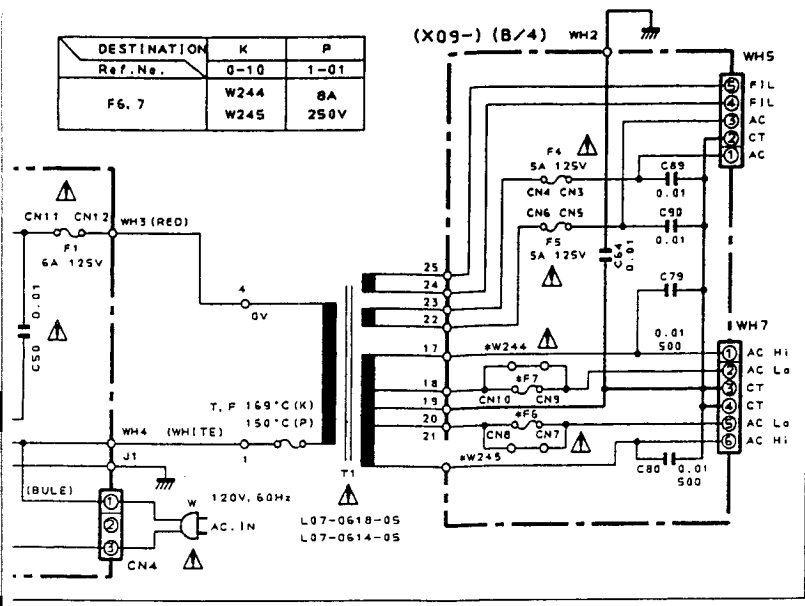 (X09-) (B/4) WH2
WH5
DESTINATION K P
Ref.No. 0-10 1-01
F6, 7 W244 8A
W245 250V
5 FIL
4 FIL
3 AC
2 CT
1 AC
F4
5A 125V
CN4 CN3
C89
0.01
CN6 CN5
F5
5A 125V
C90
0.01
C64
0.01
C79
0.01
500
CN11 CN12 WH3 (RED)
F1
6A 125V
C50 0.01
4
0V
25
24
23
22
17
18
19
20
21
*W244
*F7
CN10 CN9
*F6
CN8 CN7
*W245
WH7
1 AC Hi
2 AC Lo
3 CT
4 CT
5 AC Lo
6 AC Hi
C80 0.01
500
T,F 169°C(K)
150°C(P)
WH4 (WHITE)
1
J1
T1
(BULE)
1
2
3
CN4
W 120V, 60Hz
AC.IN
L07-0618-05
L07-0614-05